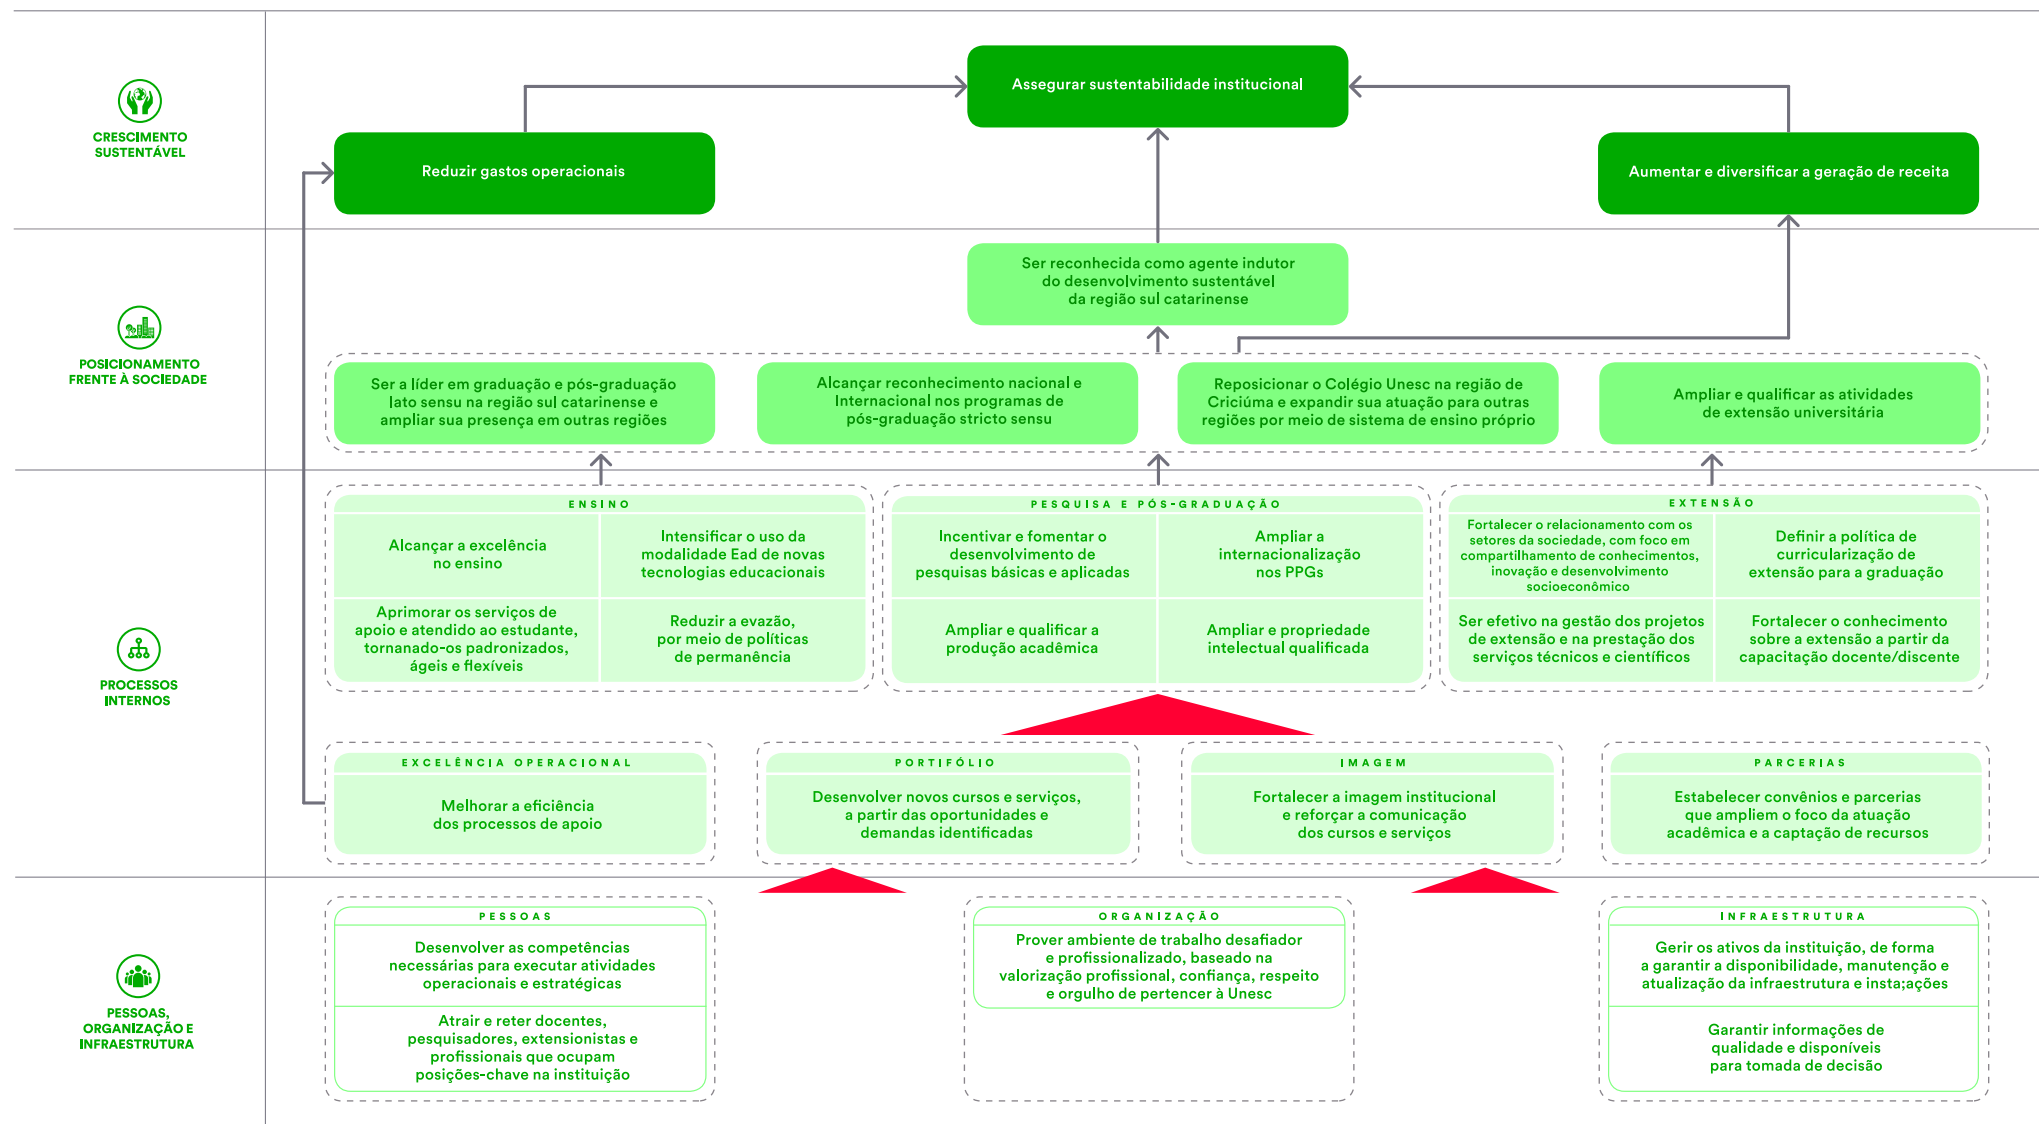 CRESCIMENTO
SUSTENTÁVEL
Assegurar sustentabilidade institucional
Reduzir gastos operacionais
Aumentar e diversificar a geração de receita
POSICIONAMENTO
FRENTE À SOCIEDADE
Ser reconhecida como agente indutor
do desenvolvimento sustentável
da região sul catarinense
Ser a líder em graduação e pós-graduação
lato sensu na região sul catarinense e
ampliar sua presença em outras regiões
Alcançar reconhecimento nacional e
Internacional nos programas de
pós-graduação stricto sensu
Reposicionar o Colégio Unesc na região de
Criciúma e expandir sua atuação para outras
regiões por meio de sistema de ensino próprio
Ampliar e qualificar as atividades
de extensão universitária
PROCESSOS
INTERNOS
ENSINO
Alcançar a excelência
no ensino
Intensificar o uso da
modalidade Ead de novas
tecnologias educacionais
Aprimorar os serviços de
apoio e atendido ao estudante,
tornanado-os padronizados,
ágeis e flexíveis
Reduzir a evazão,
por meio de políticas
de permanência
PESQUISA E PÓS-GRADUAÇÃO
Incentivar e fomentar o
desenvolvimento de
pesquisas básicas e aplicadas
Ampliar a
internacionalização
nos PPGs
Ampliar e qualificar a
produção acadêmica
Ampliar e propriedade
intelectual qualificada
EXTENSÃO
Fortalecer o relacionamento com os
setores da sociedade, com foco em
compartilhamento de conhecimentos,
inovação e desenvolvimento
socioeconômico
Definir a política de
curricularização de
extensão para a graduação
Ser efetivo na gestão dos projetos
de extensão e na prestação dos
serviços técnicos e científicos
Fortalecer o conhecimento
sobre a extensão a partir da
capacitação docente/discente
EXCELÊNCIA OPERACIONAL
Melhorar a eficiência
dos processos de apoio
PORTIFÓLIO
Desenvolver novos cursos e serviços,
a partir das oportunidades e
demandas identificadas
IMAGEM
Fortalecer a imagem institucional
e reforçar a comunicação
dos cursos e serviços
PARCERIAS
Estabelecer convênios e parcerias
que ampliem o foco da atuação
acadêmica e a captação de recursos
PESSOAS,
ORGANIZAÇÃO E
INFRAESTRUTURA
PESSOAS
Desenvolver as competências
necessárias para executar atividades
operacionais e estratégicas
Atrair e reter docentes,
pesquisadores, extensionistas e
profissionais que ocupam
posições-chave na instituição
ORGANIZAÇÃO
Prover ambiente de trabalho desafiador
e profissionalizado, baseado na
valorização profissional, confiança, respeito
e orgulho de pertencer à Unesc
INFRAESTRUTURA
Gerir os ativos da instituição, de forma
a garantir a disponibilidade, manutenção e
atualização da infraestrutura e insta;ações
Garantir informações de
qualidade e disponíveis
para tomada de decisão